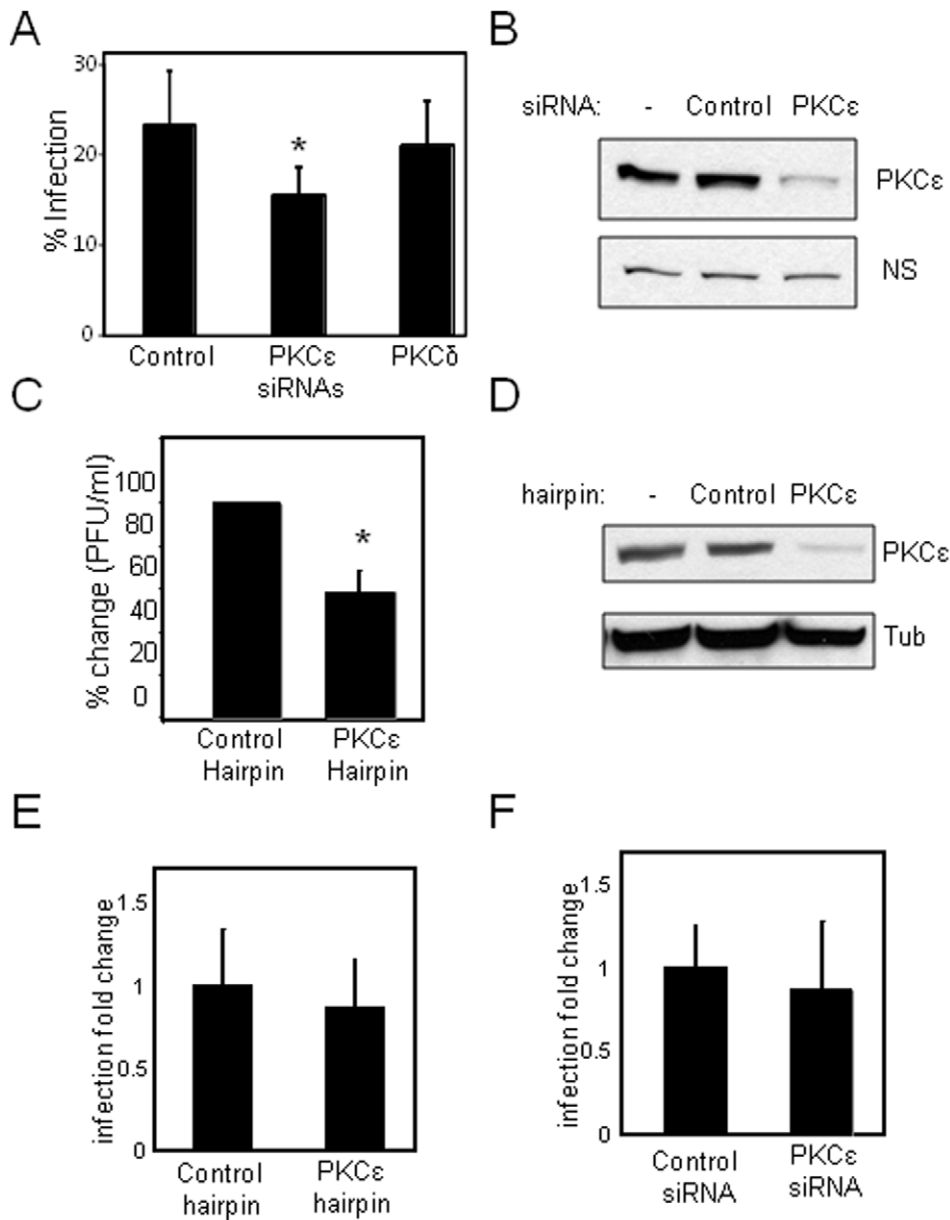 A
% Infection
30
20
10
0
Control
PKCε
siRNAs
PKCδ
*
B
siRNA: - Control PKCε
PKCε
NS
C
% change (PFU/ml)
100
80
60
40
20
0
*
Control
Hairpin
PKCε
Hairpin
D
hairpin: - Control PKCε
PKCε
Tub
E
infection fold change
1.5
1
0.5
0
Control
hairpin
PKCε
hairpin
F
infection fold change
1.5
1
0.5
0
Control
siRNA
PKCε
siRNA